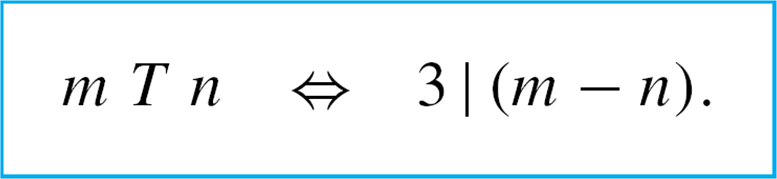 m T n ⇔ 3 | (m − n).